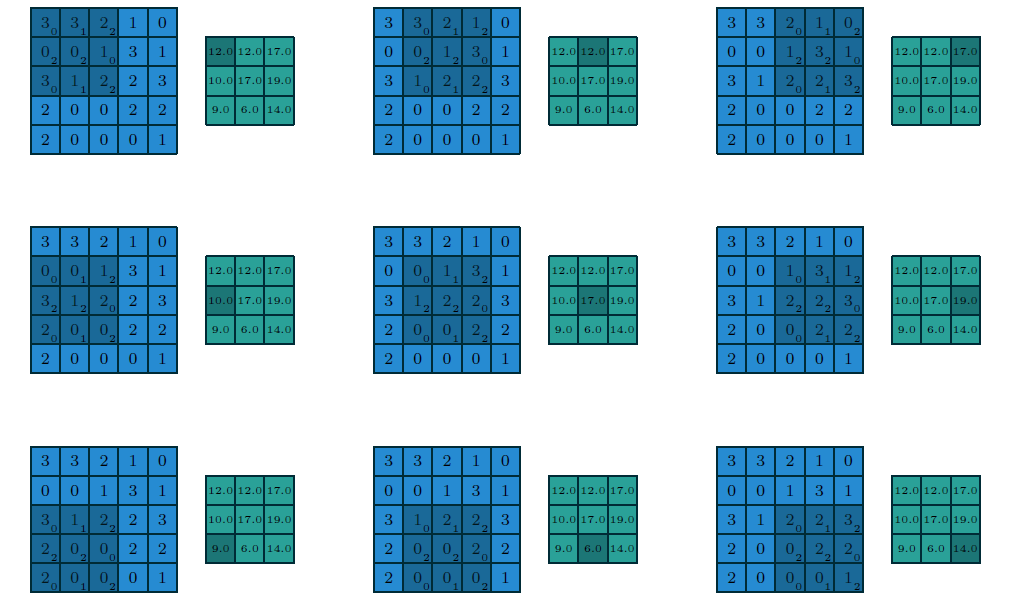 3₀ 3₁ 2₂ 1 0
0₂ 0₂ 1₀ 3 1
3₀ 1₁ 2₂ 2 3
2 0 0 2 2
2 0 0 0 1
12.0 12.0 17.0
10.0 17.0 19.0
9.0 6.0 14.0
3 3₀ 2₁ 1₂ 0
0 0₂ 1₂ 3₀ 1
3 1₀ 2₁ 2₂ 3
2 0 0 2 2
2 0 0 0 1
12.0 12.0 17.0
10.0 17.0 19.0
9.0 6.0 14.0
3 3 2₀ 1₁ 0₂
0 0 1₂ 3₂ 1₀
3 1 2₀ 2₁ 3₂
2 0 0 2 2
2 0 0 0 1
12.0 12.0 17.0
10.0 17.0 19.0
9.0 6.0 14.0
3 3 2 1 0
0₀ 0₁ 1₂ 3 1
3₂ 1₂ 2₀ 2 3
2₀ 0₁ 0₂ 2 2
2 0 0 0 1
12.0 12.0 17.0
10.0 17.0 19.0
9.0 6.0 14.0
3 3 2 1 0
0 0₀ 1₁ 3₂ 1
3 1₂ 2₂ 2₀ 3
2 0₀ 0₁ 2₂ 2
2 0 0 0 1
12.0 12.0 17.0
10.0 17.0 19.0
9.0 6.0 14.0
3 3 2 1 0
0 0 1₀ 3₁ 1₂
3 1 2₂ 2₂ 3₀
2 0 0₀ 2₁ 2₂
2 0 0 0 1
12.0 12.0 17.0
10.0 17.0 19.0
9.0 6.0 14.0
3 3 2 1 0
0 0 1 3 1
3₀ 1₁ 2₂ 2 3
2₂ 0₂ 0₀ 2 2
2₀ 0₁ 0₂ 0 1
12.0 12.0 17.0
10.0 17.0 19.0
9.0 6.0 14.0
3 3 2 1 0
0 0 1 3 1
3 1₀ 2₁ 2₂ 3
2 0₂ 0₂ 2₀ 2
2 0₀ 0₁ 0₂ 1
12.0 12.0 17.0
10.0 17.0 19.0
9.0 6.0 14.0
3 3 2 1 0
0 0 1 3 1
3 1 2₀ 2₁ 3₂
2 0 0₂ 2₂ 2₀
2 0 0₀ 0₁ 1₂
12.0 12.0 17.0
10.0 17.0 19.0
9.0 6.0 14.0